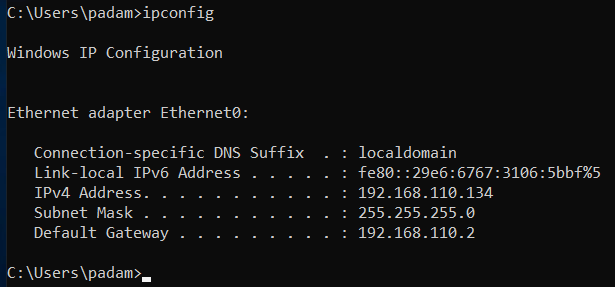 C:\Users\padam>ipconfig
Windows IP Configuration
Ethernet adapter Ethernet0:
Connection-specific DNS Suffix  . : localdomain
Link-local IPv6 Address . . . . . : fe80::29e6:6767:3106:5bbf%5
IPv4 Address. . . . . . . . . . . : 192.168.110.134
Subnet Mask . . . . . . . . . . . : 255.255.255.0
Default Gateway . . . . . . . . . : 192.168.110.2
C:\Users\padam>